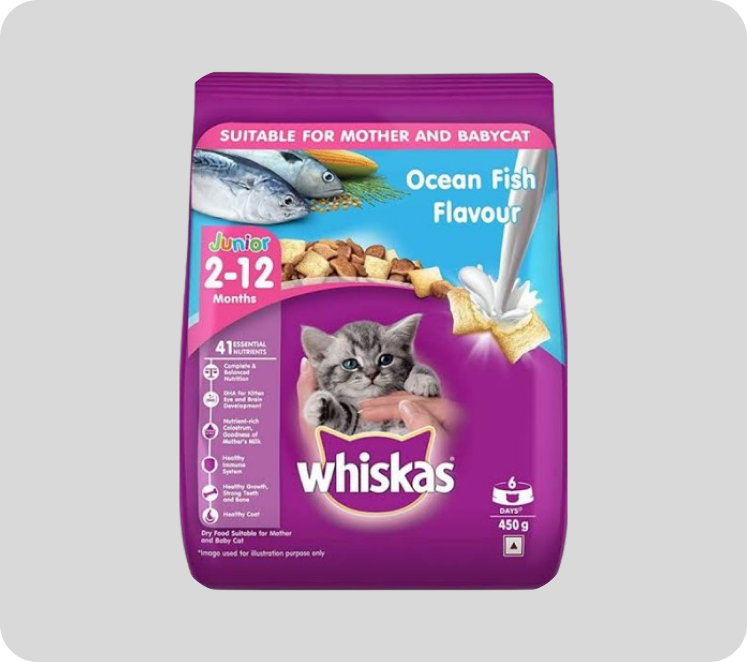 SUITABLE FOR MOTHER AND BABYCAT
Ocean Fish
Flavour
Junior
2-12
Months
41 ESSENTIAL
NUTRIENTS
Complete &
Balanced
Nutrition
DHA for Kitten
Eye and Brain
Development
Nutrient-rich
Colostrum,
Goodness of
Mother's Milk
Healthy
Immune
System
Healthy Growth,
Strong Teeth
and Bone
Healthy Coat
whiskas®
6
DAYS
450 g
Dry Food Suitable for Mother
and Baby Cat
*Image used for illustration purpose only